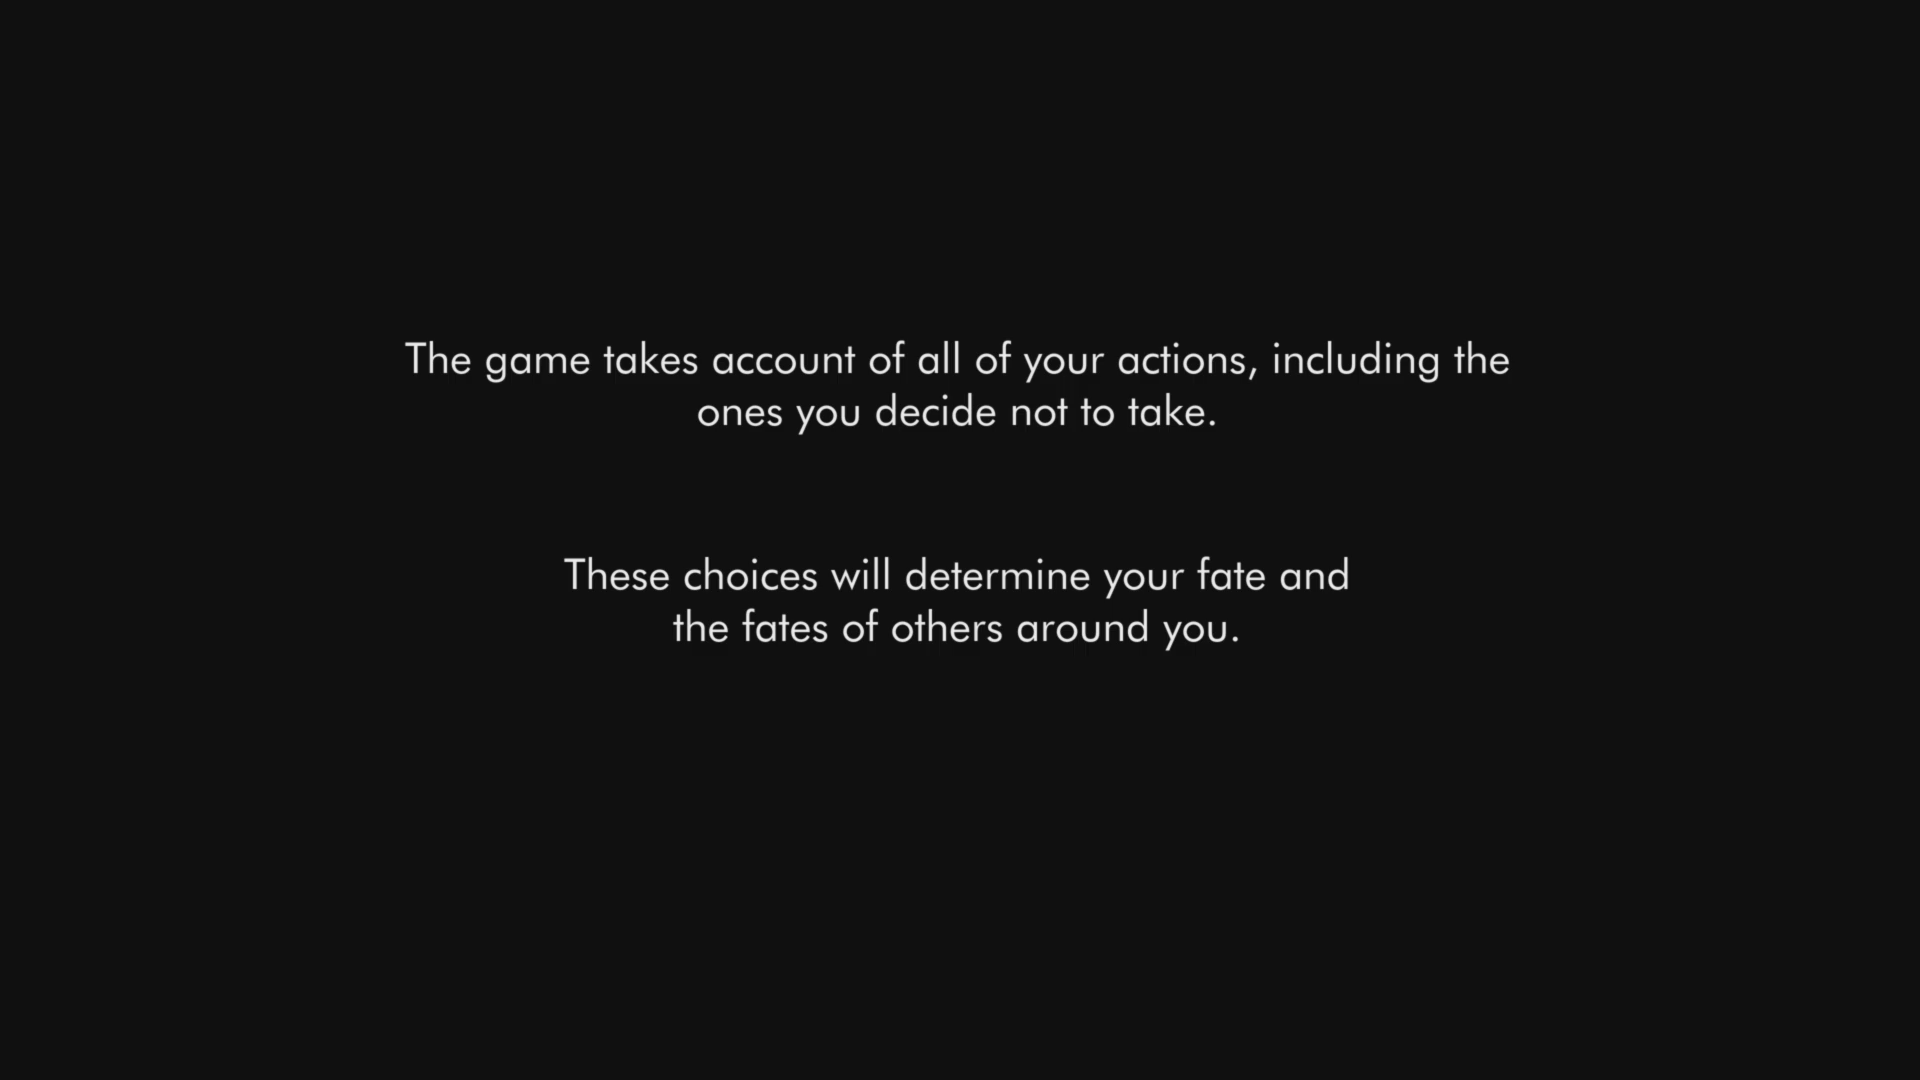 The game takes account of all of your actions, including the
ones you decide not to take.
These choices will determine your fate and
the fates of others around you.